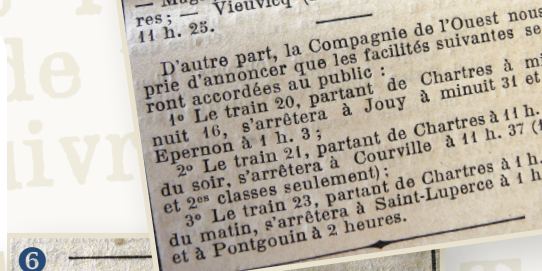 — Vieuvicq
res; —
11 h. 25.
D'autre part, la Compagnie de l'Ouest nous
prie d'annoncer que les facilités suivantes se
ront accordées au public :
1º Le train 20, partant de Chartres à mi
nuit 16, s'arrêtera à Jouy à minuit 31 et
Epernon à 1 h. 3 ;
2º Le train 21, partant de Chartres à 11 h.
du soir, s'arrêtera à Courville à 11 h. 37 (1
et 2es classes seulement) ;
3º Le train 23, partant de Chartres à 1 h.
du matin, s'arrêtera à Saint-Luperce à 1 h
et à Pontgouin à 2 heures.
6